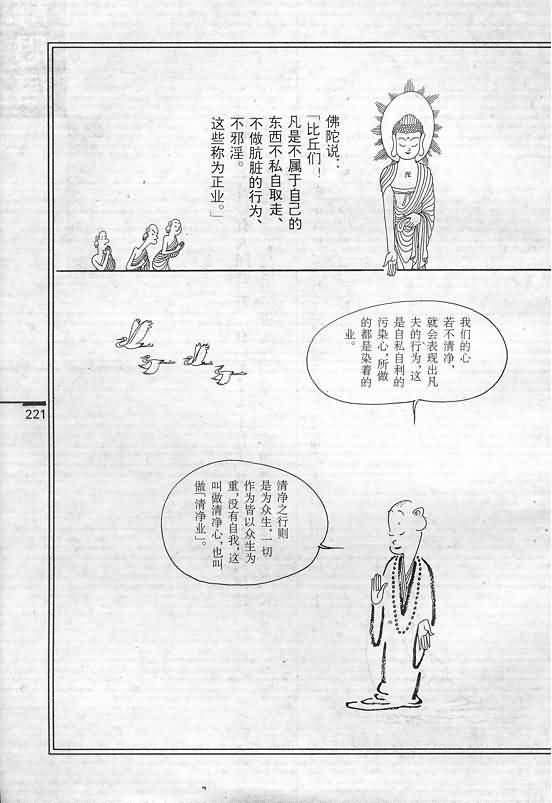 佛陀说：
「比丘们！
凡是不属于自己的
东西不私自取走、
不做肮脏的行为、
不邪淫。
这些称为正业。」
我们的心
若不清净，
就会表现出凡
夫的行为，这
是自私自利的
污染心，所做
的都是染着的
业。
221
清净之行则
是为众生，一切
作为皆以众生为
重，没有自我，这
叫做清净心，也叫
做「清净业」。